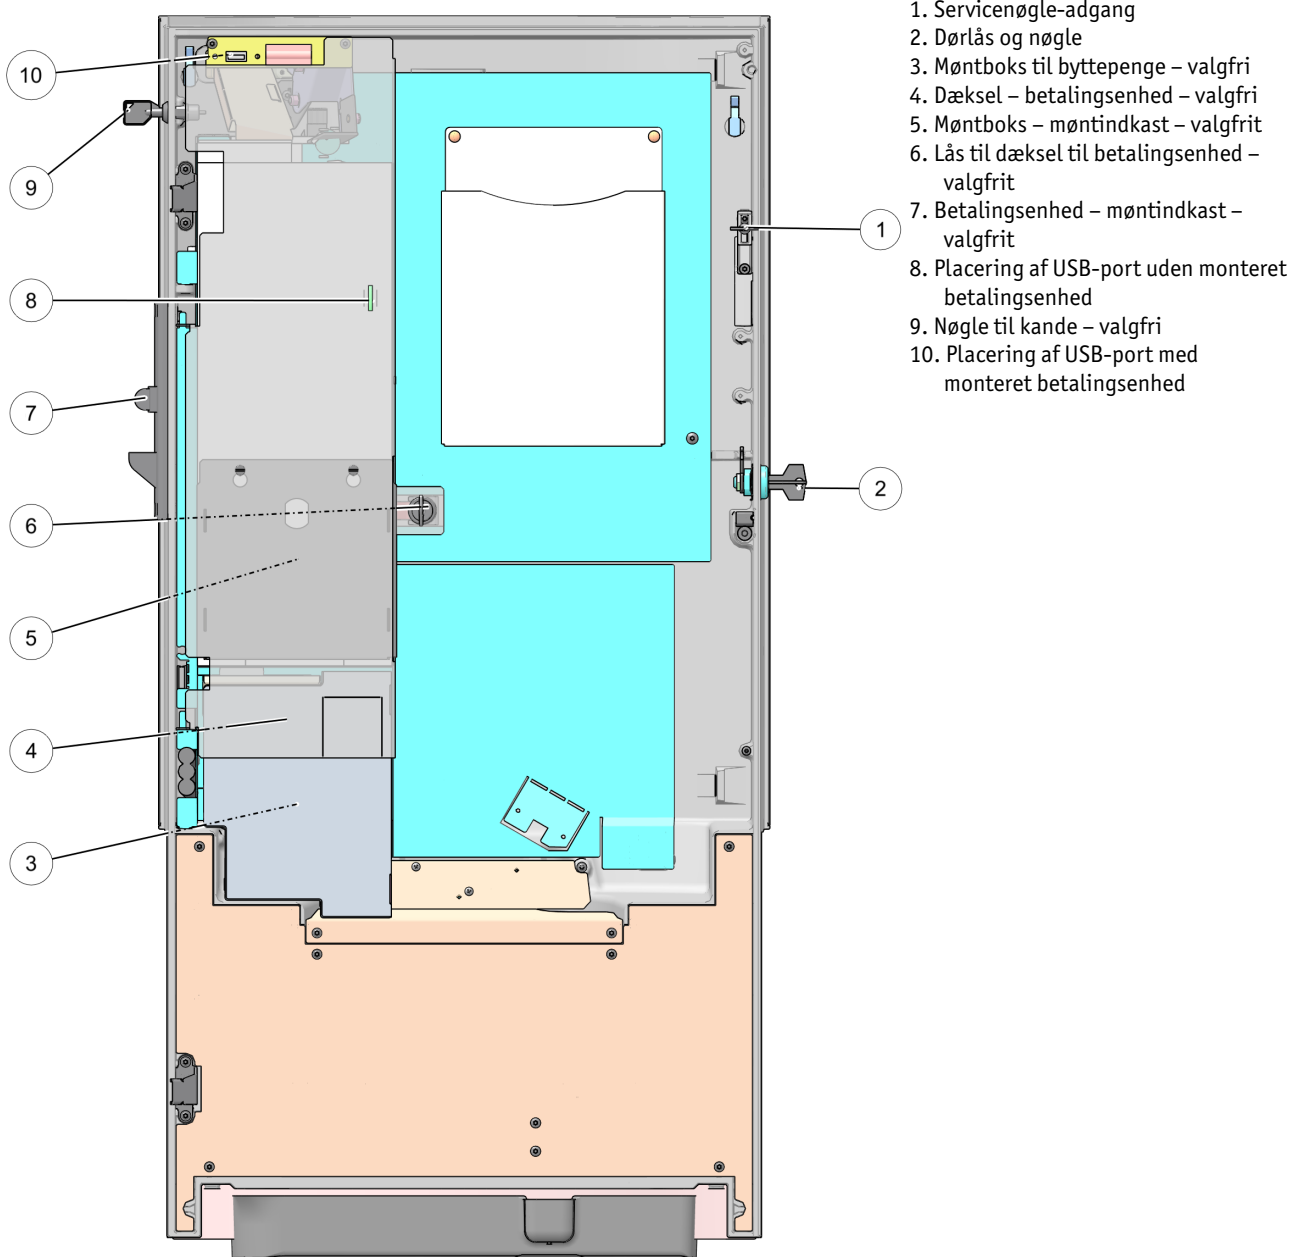 1. Servicenøgle-adgang
2. Dørlås og nøgle
3. Møntboks til byttepenge – valgfri
4. Dæksel – betalingsenhed – valgfri
5. Møntboks – møntindkast – valgfrit
6. Lås til dæksel til betalingsenhed –
valgfrit
7. Betalingsenhed – møntindkast –
valgfrit
8. Placering af USB-port uden monteret
betalingsenhed
9. Nøgle til kande – valgfri
10. Placering af USB-port med
monteret betalingsenhed
10
9
8
7
6
5
4
3
1
2